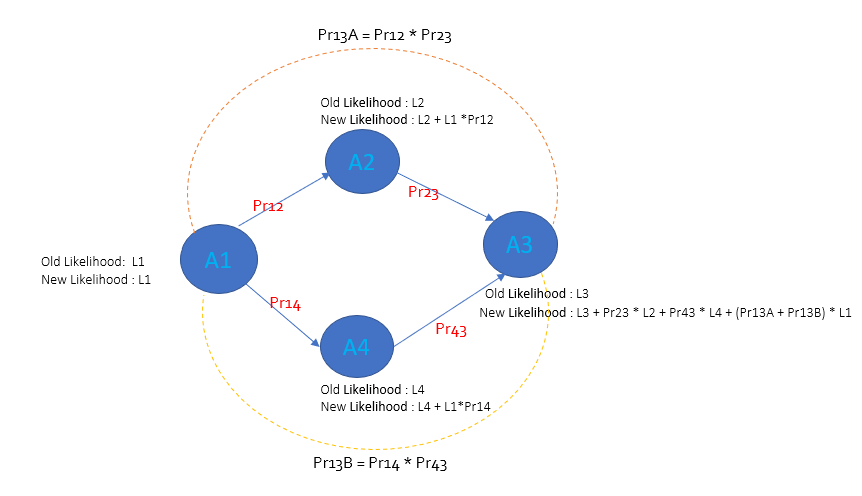 Pr13A = Pr12 * Pr23
Old Likelihood : L2
New Likelihood : L2 + L1 *Pr12
A2
Pr23
Pr12
A1
A3
Old Likelihood:  L1
New Likelihood : L1
Old Likelihood : L3
New Likelihood : L3 + Pr23 * L2 + Pr43 * L4 + (Pr13A + Pr13B) * L1
Pr14
Pr43
A4
Old Likelihood : L4
New Likelihood : L4 + L1*Pr14
Pr13B = Pr14 * Pr43